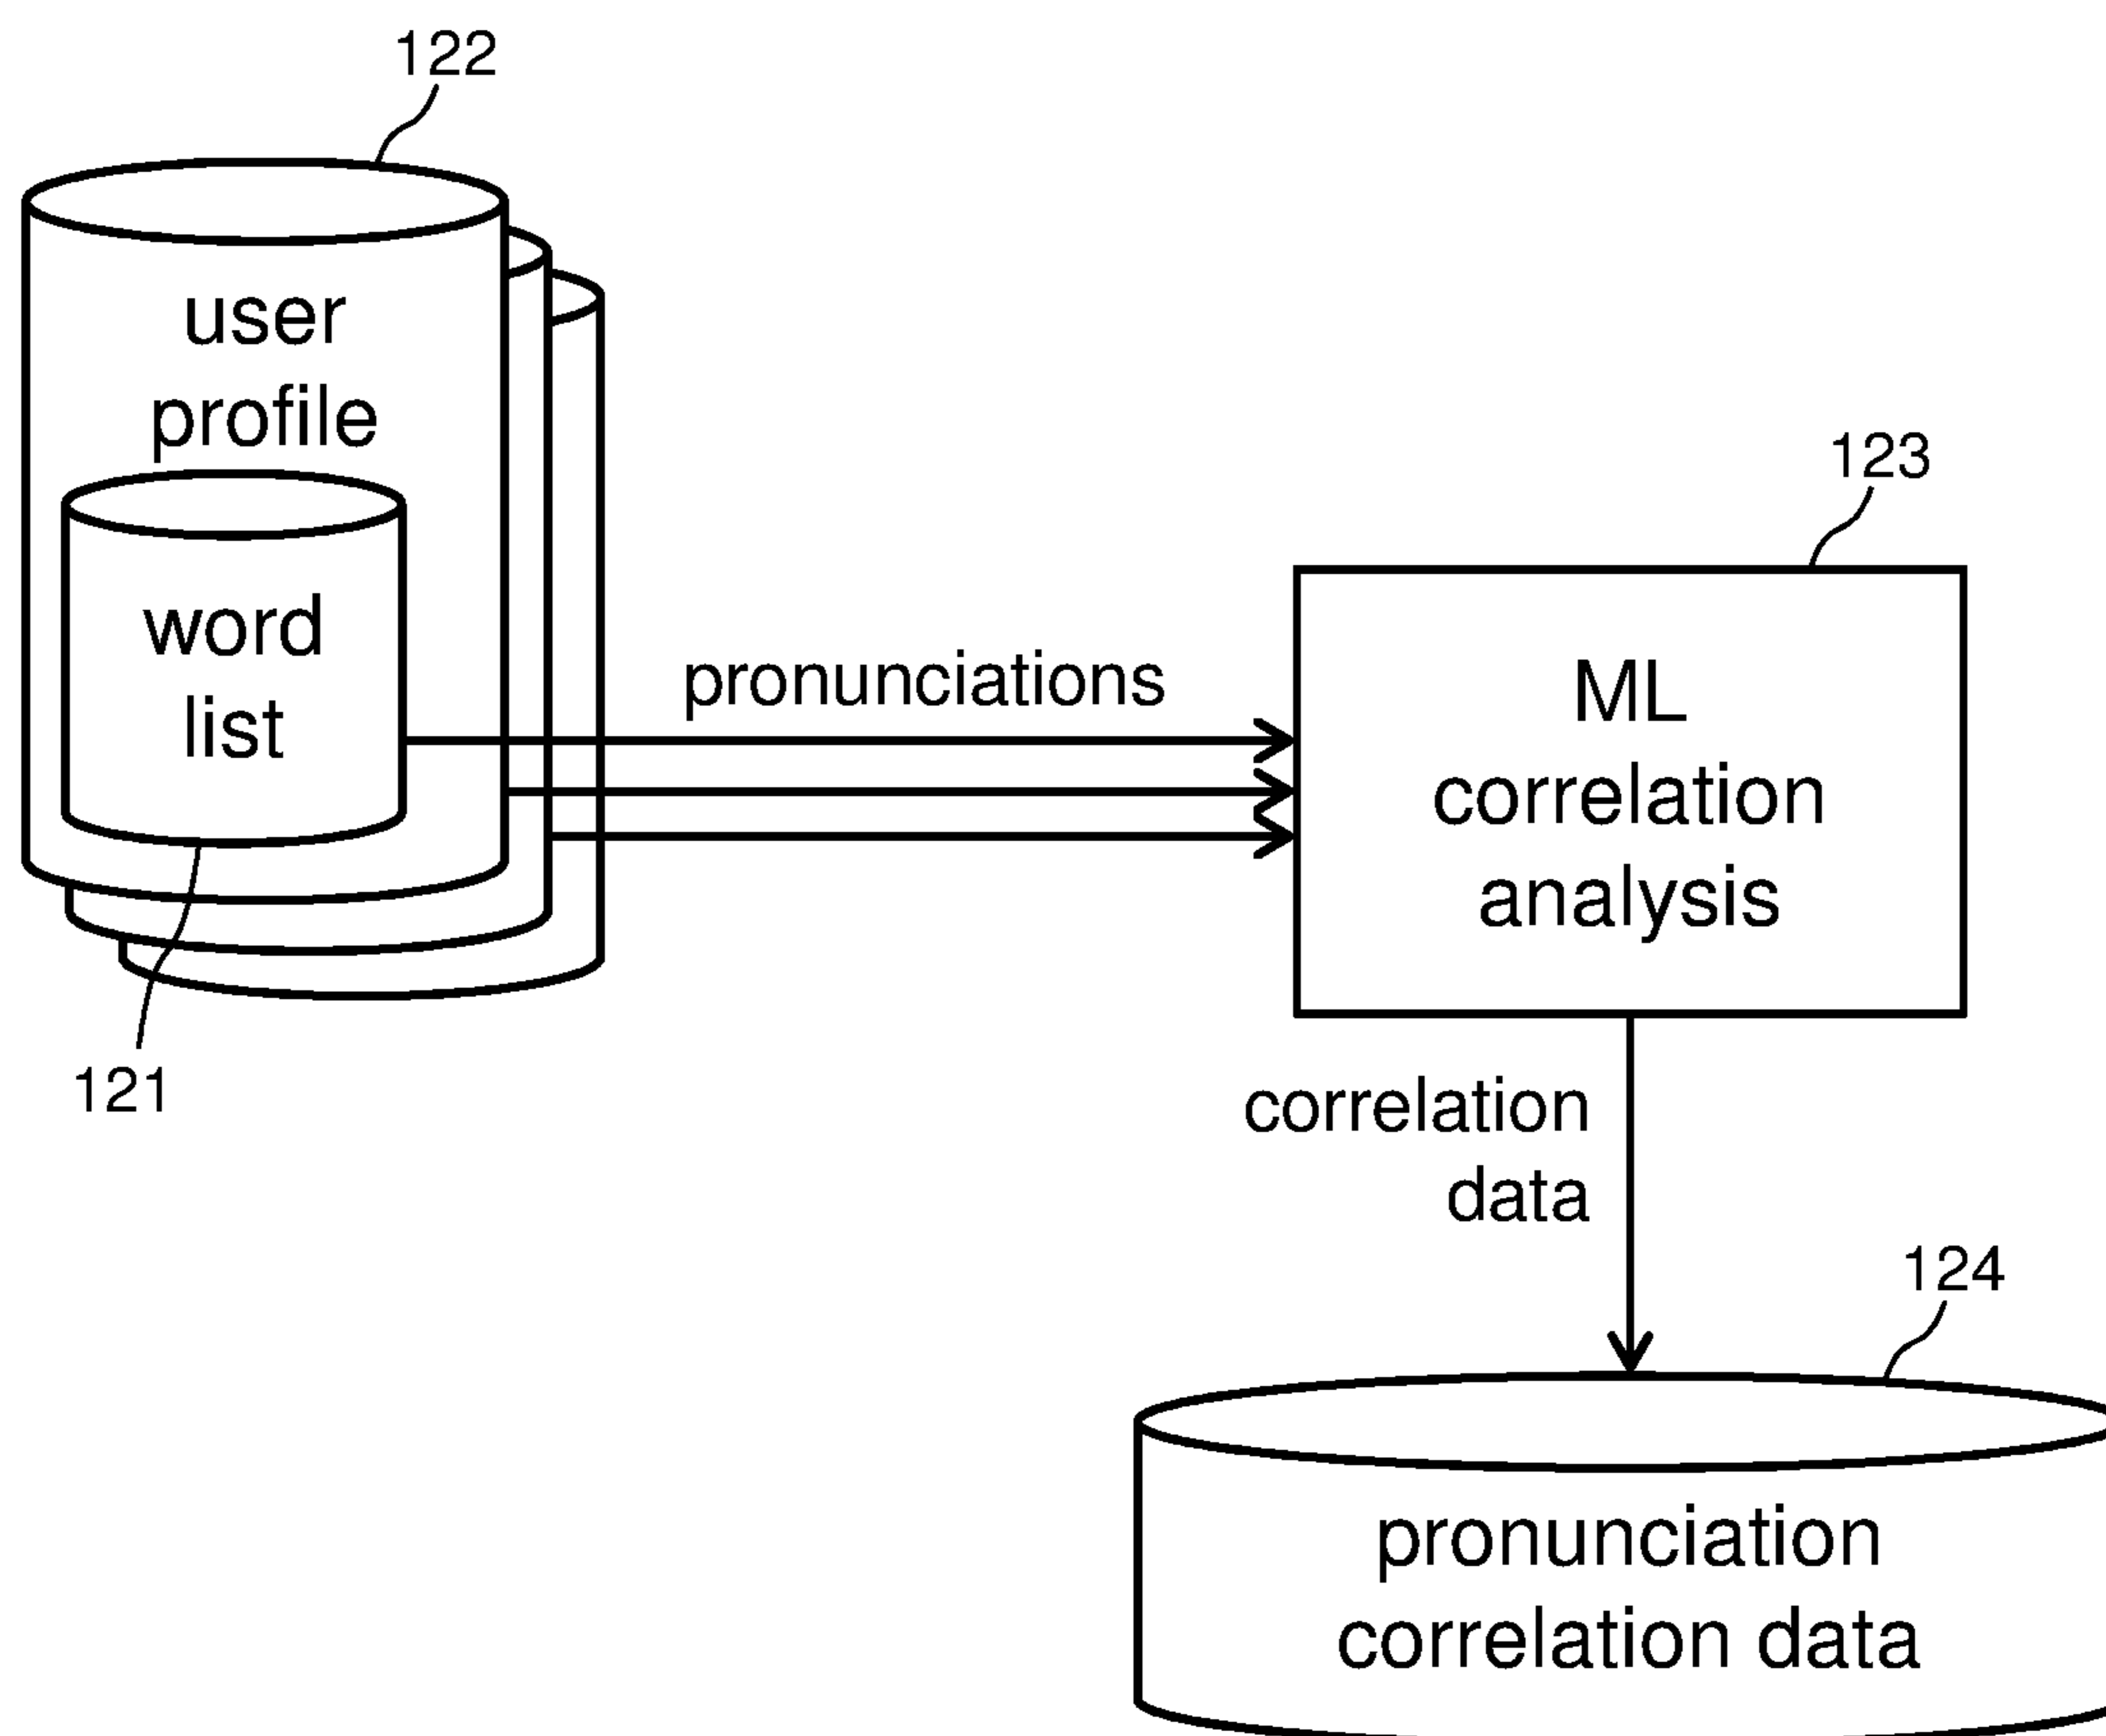 122
user
profile
word
list
121
pronunciations
123
ML
correlation
analysis
correlation
data
124
pronunciation
correlation data